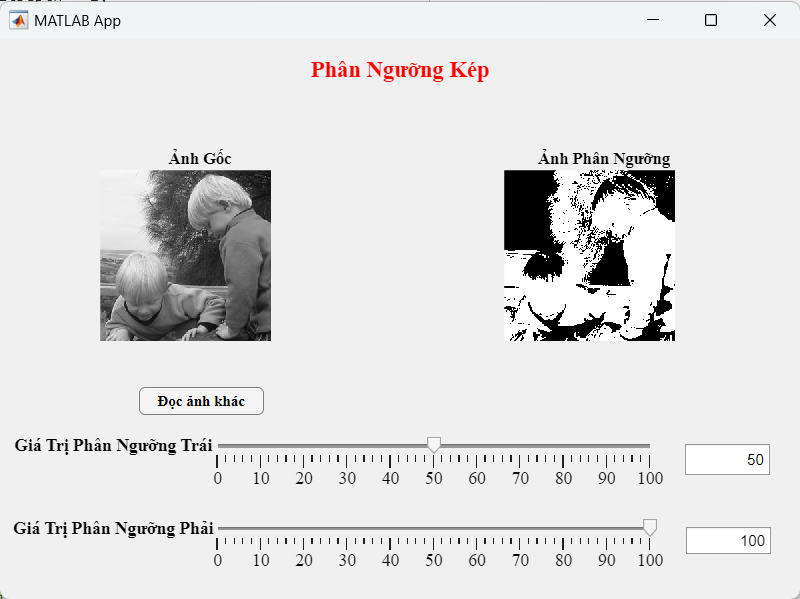 MATLAB App
Phân Ngưỡng Kép
Ảnh Gốc
Ảnh Phân Ngưỡng
Đọc ảnh khác
Giá Trị Phân Ngưỡng Trái
0 10 20 30 40 50 60 70 80 90 100
50
Giá Trị Phân Ngưỡng Phải
0 10 20 30 40 50 60 70 80 90 100
100